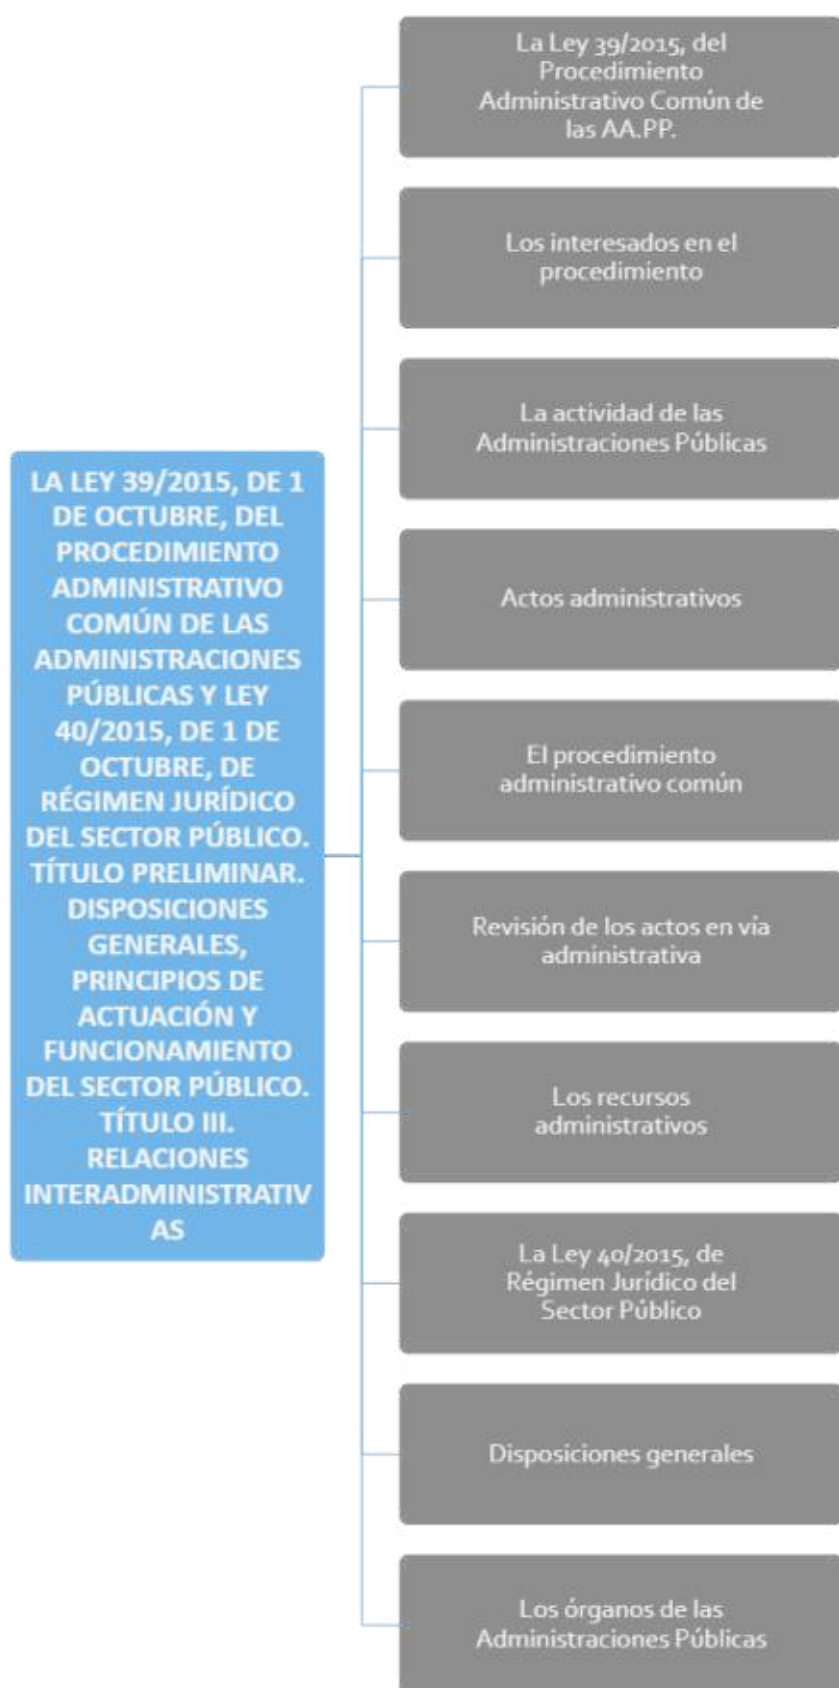 LA LEY 39/2015, DE 1
DE OCTUBRE, DEL
PROCEDIMIENTO
ADMINISTRATIVO
COMÚN DE LAS
ADMINISTRACIONES
PÚBLICAS Y LEY
40/2015, DE 1 DE
OCTUBRE, DE
RÉGIMEN JURÍDICO
DEL SECTOR PÚBLICO.
TÍTULO PRELIMINAR.
DISPOSICIONES
GENERALES,
PRINCIPIOS DE
ACTUACIÓN Y
FUNCIONAMIENTO
DEL SECTOR PÚBLICO.
TÍTULO III.
RELACIONES
INTERADMINISTRATIV
AS
La Ley 39/2015, del
Procedimiento
Administrativo Común de
las AA.PP.
Los interesados en el
procedimiento
La actividad de las
Administraciones Públicas
Actos administrativos
El procedimiento
administrativo común
Revisión de los actos en vía
administrativa
Los recursos
administrativos
La Ley 40/2015, de
Régimen Jurídico del
Sector Público
Disposiciones generales
Los órganos de las
Administraciones Públicas